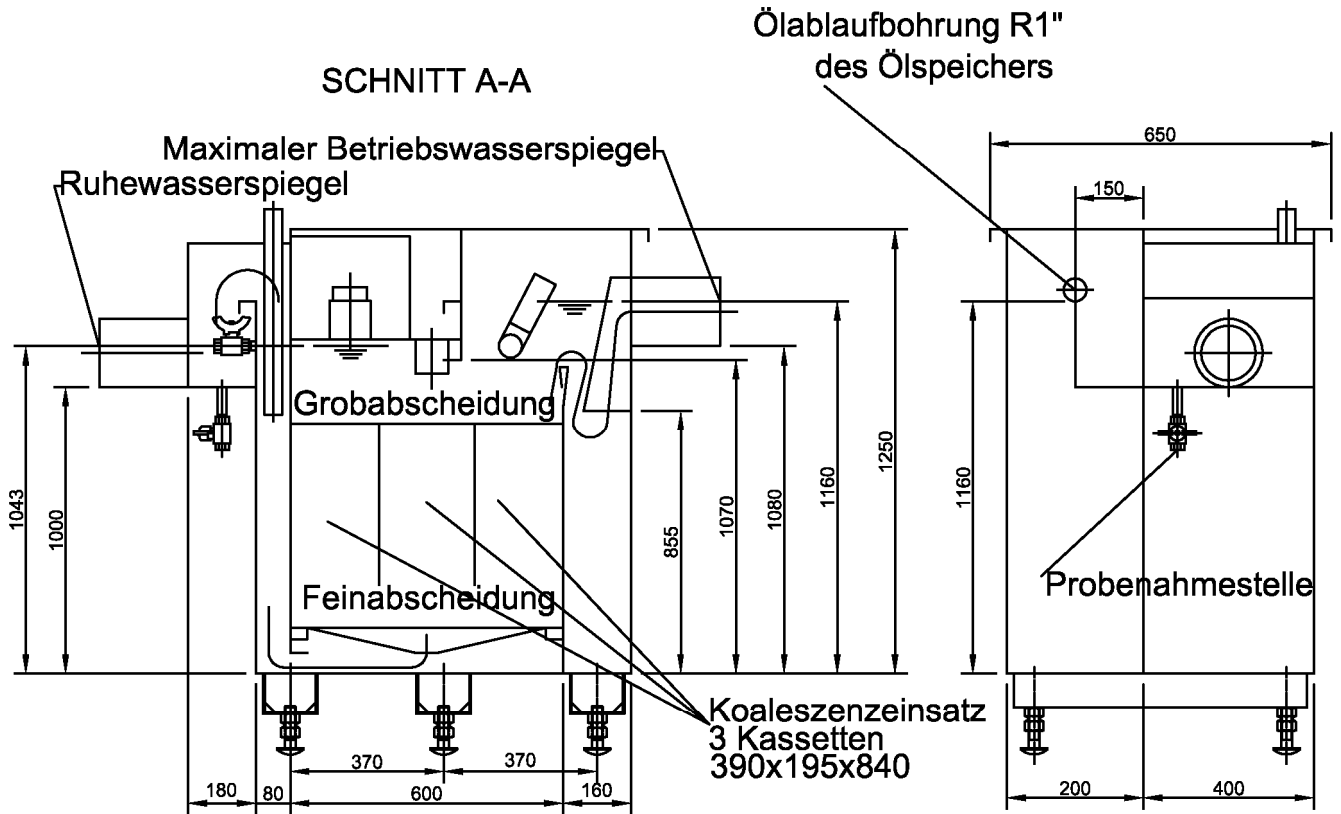 Ölablaufbohrung R1"
des Ölspeichers
SCHNITT A-A
Maximaler Betriebswasserspiegel
Ruhewasserspiegel
650
150
Grobabscheidung
1043
1000
855
1070
1080
1160
1250
1160
Feinabscheidung
Probenahmestelle
Koaleszenzeinsatz
3 Kassetten
390x195x840
370
370
180
80
600
160
200
400